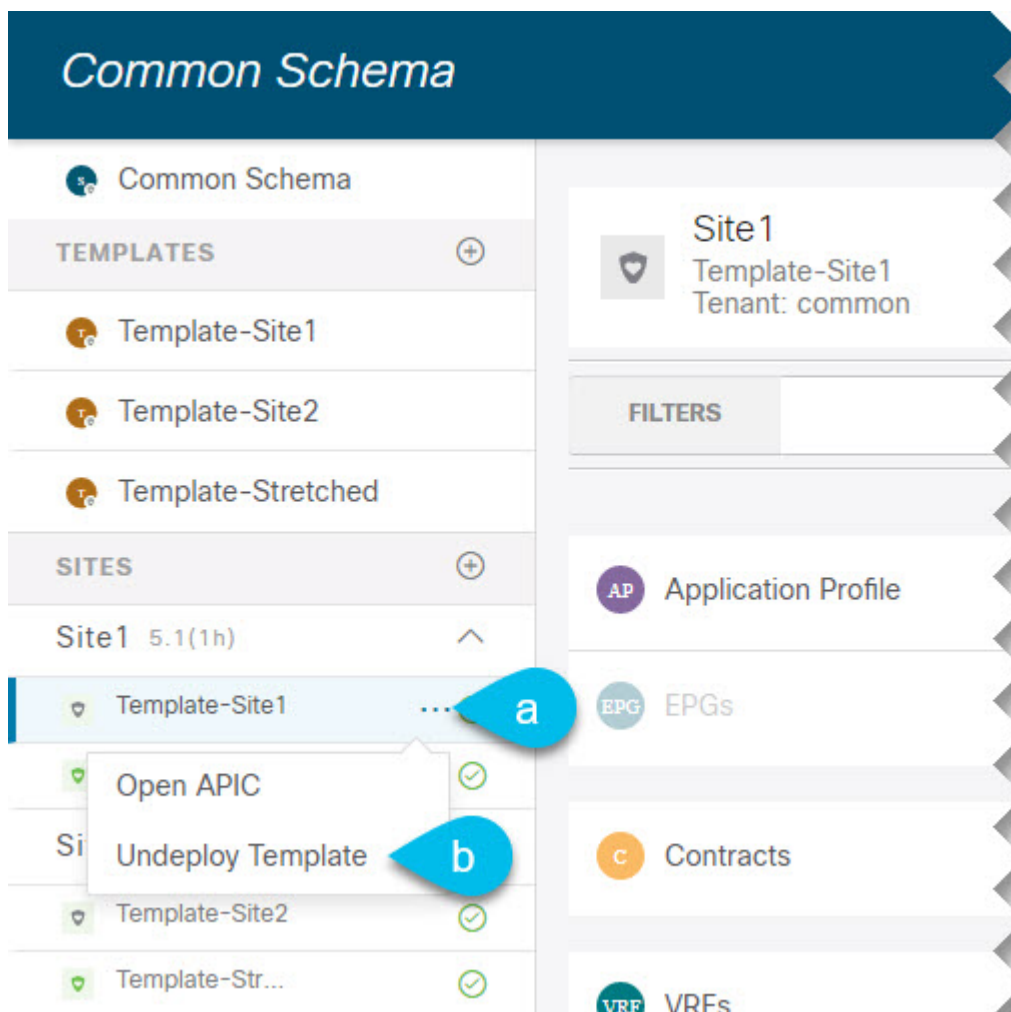 Common Schema
Common Schema
TEMPLATES
Template-Site1
Template-Site2
Template-Stretched
SITES
Site1 5.1(1h)
Template-Site1 ... a
Open APIC
Si
Undeploy Template b
Template-Site2
Template-Str...
Site1
Template-Site1
Tenant: common
FILTERS
AP Application Profile
EPG EPGs
C Contracts
VRF VRFs